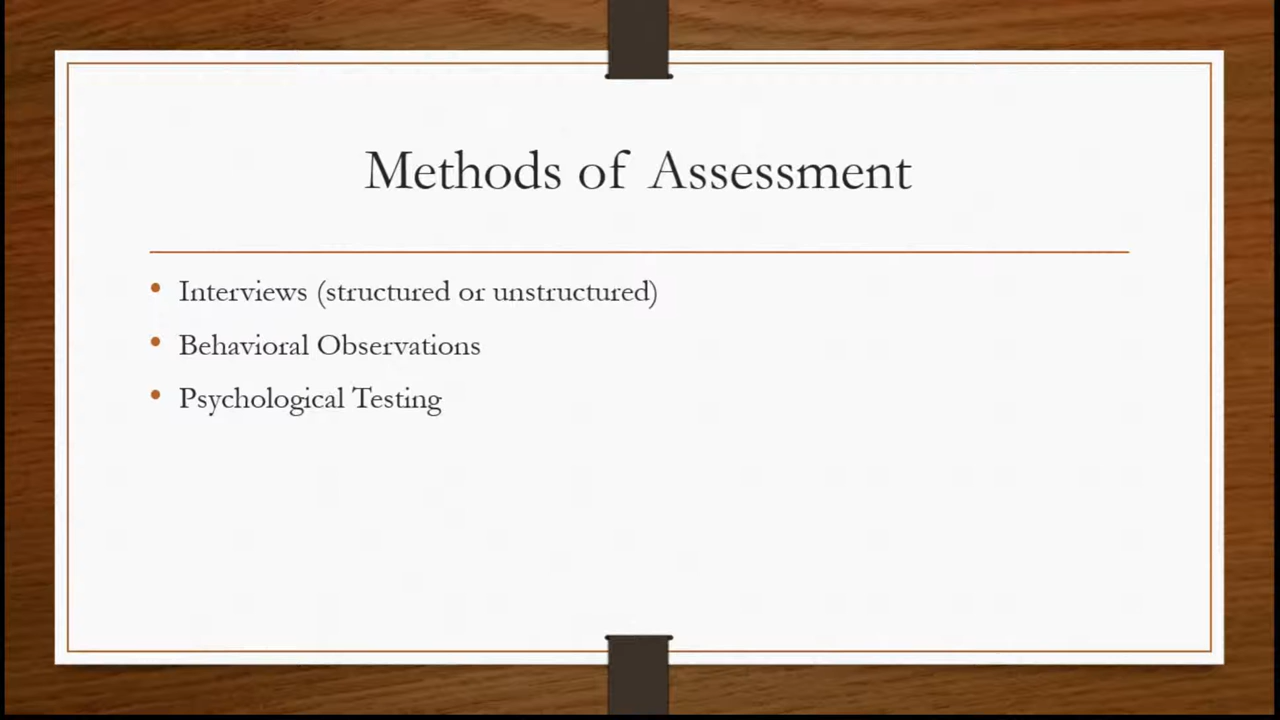 Methods of Assessment
• Interviews (structured or unstructured)
• Behavioral Observations
• Psychological Testing